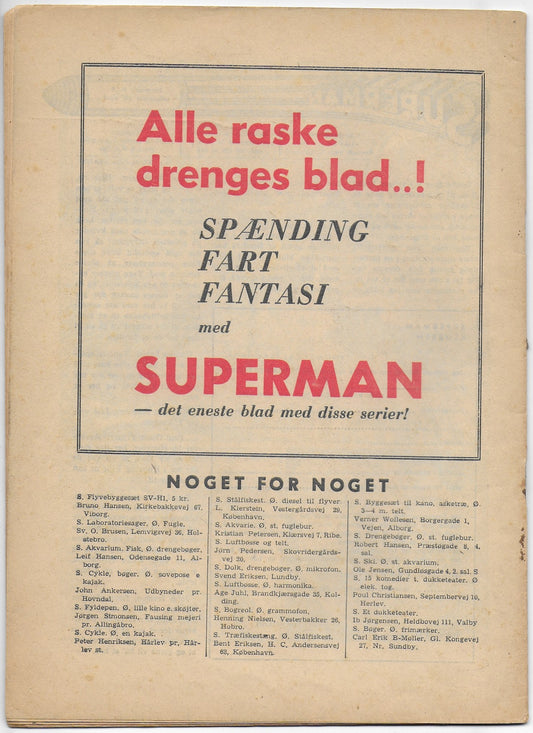 Alle raske
drenges blad..!
SPÆNDING
FART
FANTASI
med
SUPERMAN
— det eneste blad med disse serier!
NOGET FOR NOGET
S. Flyvebyggesæt SV-H1, 5 kr.
Bruno Hansen, Kirkebakkevej 67,
Viborg.
S. Laboratoriesager, Ø. Fugle.
Sv. O. Brusen, Lemvigsvej 36, Hol-
stebro.
S. Akvarium. Fisk, Ø. drengebøger,
Leif Hansen, Odensegade 11, Aal-
borg.
S. Cykle, bøger. Ø. sovepose e
kajak.
John Ankersen, Udbyneder pr.
Hovndal,
S. Fyldepen. Ø, lille kino e. skøjter,
Jørgen Simonsen, Fausing mejeri
pr. Allingåbro,
S. Cykle. Ø, en kajak.
Peter Henriksen, Hårlev pr, Hår-
lev st.
S. Stålfiskest. Ø. diesel til flyver
L, Kierstein, Vestergårdsvej 29,
København,
S. Akvarie. Ø, st. fuglebur.
Kristian Petersen, Klærsvej 7, Ribe.
S. Luftbøsse og telt.
Jørn Pedersen, Skovridergårds-
vej 30,
S. Dolk, drengebøger, Ø, mikrofon,
Svend Eriksen, Lundby.
S. Luftbøsse, Ø, harmonika.
Åge Juhl, Brandkjærsgade 35, Kol-
ding.
S. Bogreol. Ø, grammofon,
Henning Nielsen, Vesterbakker 26,
Hobro.
S. Træfiskestang, Ø, Stålfiskest.
Bent Eriksen, H. C, Andersensvej
63, København.
S. Byggesæt til kano, asketræ, Ø.
3—4 m. telt.
Verner Wollesen, Borgergade 1,
Vejen, Alborg.
S. Drengebøger, Ø, st. fuglebur.
Robert Hansen, Præstøgade 8, 4,
sal.
S. Ski. Ø, st. akvarium.
Ole Jensen, Gundlosgade 4, 2. sal. S
S. 15 komedier t. dukketeater. Ø
elek. tog.
Poul Christiansen, Septembervej 10,
Herlev.
S. Et dukketeater.
Ib Jørgensen, Heldbovej 111, Valby
S. Bøger. Ø, frimærker.
Carl Erik B-Møller, Gl. Kongevej
27, Nr. Sundby.